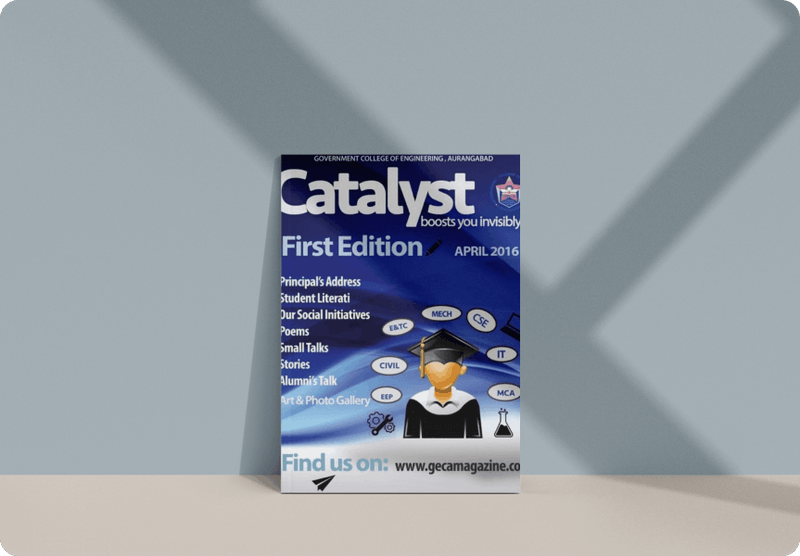 GOVERNMENT COLLEGE OF ENGINEERING , AURANGABAD
Catalyst
boosts you invisibly
First Edition
APRIL 2016
Principal's Address
Student Literati
Our Social Initiatives
Poems
Small Talks
Stories
Alumni's Talk
Art & Photo Gallery
MECH
CSE
E&TC
IT
CIVIL
EEP
MCA
Find us on: www.gecamagazine.co